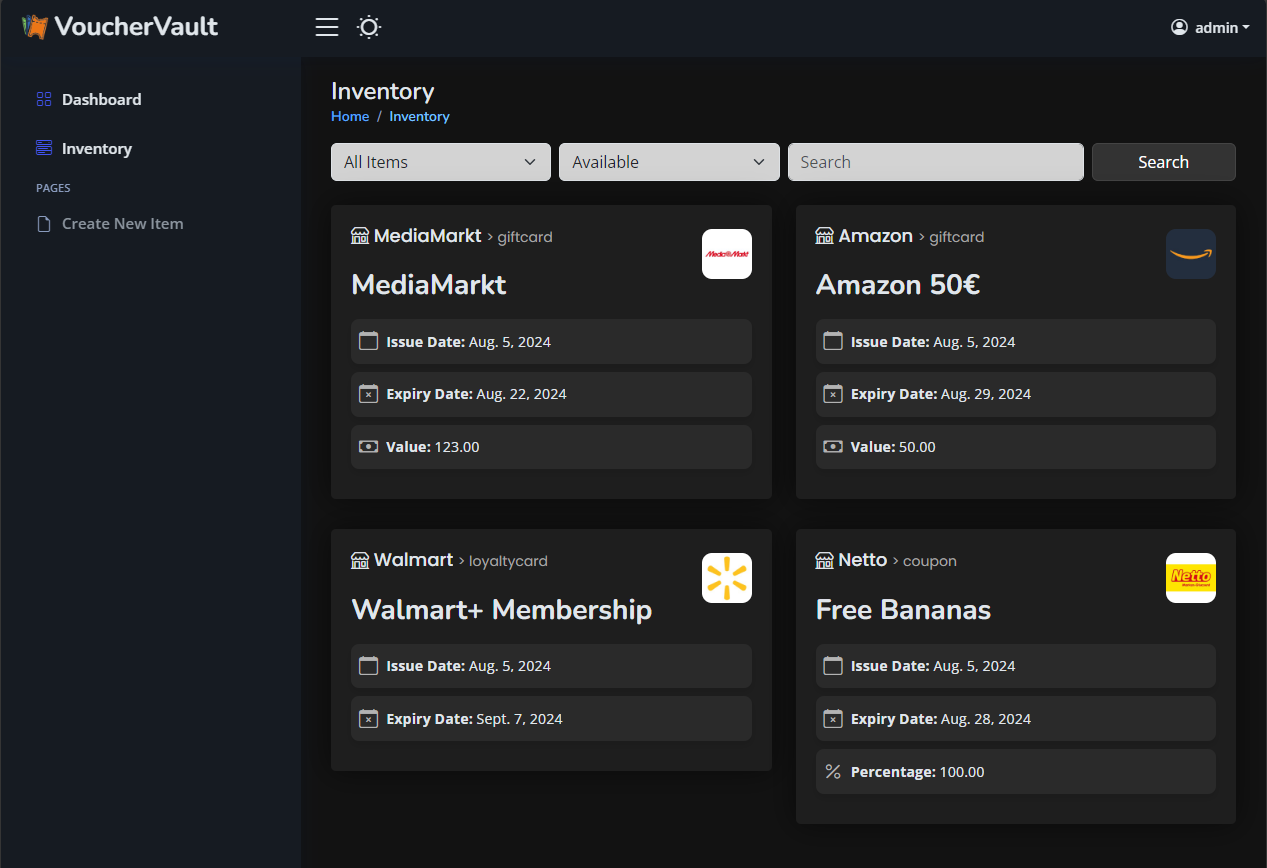 VoucherVault
admin
Dashboard
Inventory
PAGES
Create New Item
Inventory
Home / Inventory
All Items
Available
Search
Search
MediaMarkt > giftcard
MediaMarkt
MediaMarkt
Issue Date: Aug. 5, 2024
Expiry Date: Aug. 22, 2024
Value: 123.00
Amazon > giftcard
Amazon 50€
Issue Date: Aug. 5, 2024
Expiry Date: Aug. 29, 2024
Value: 50.00
Walmart > loyaltycard
Walmart+ Membership
Issue Date: Aug. 5, 2024
Expiry Date: Sept. 7, 2024
Netto > coupon
Netto
Free Bananas
Issue Date: Aug. 5, 2024
Expiry Date: Aug. 28, 2024
Percentage: 100.00